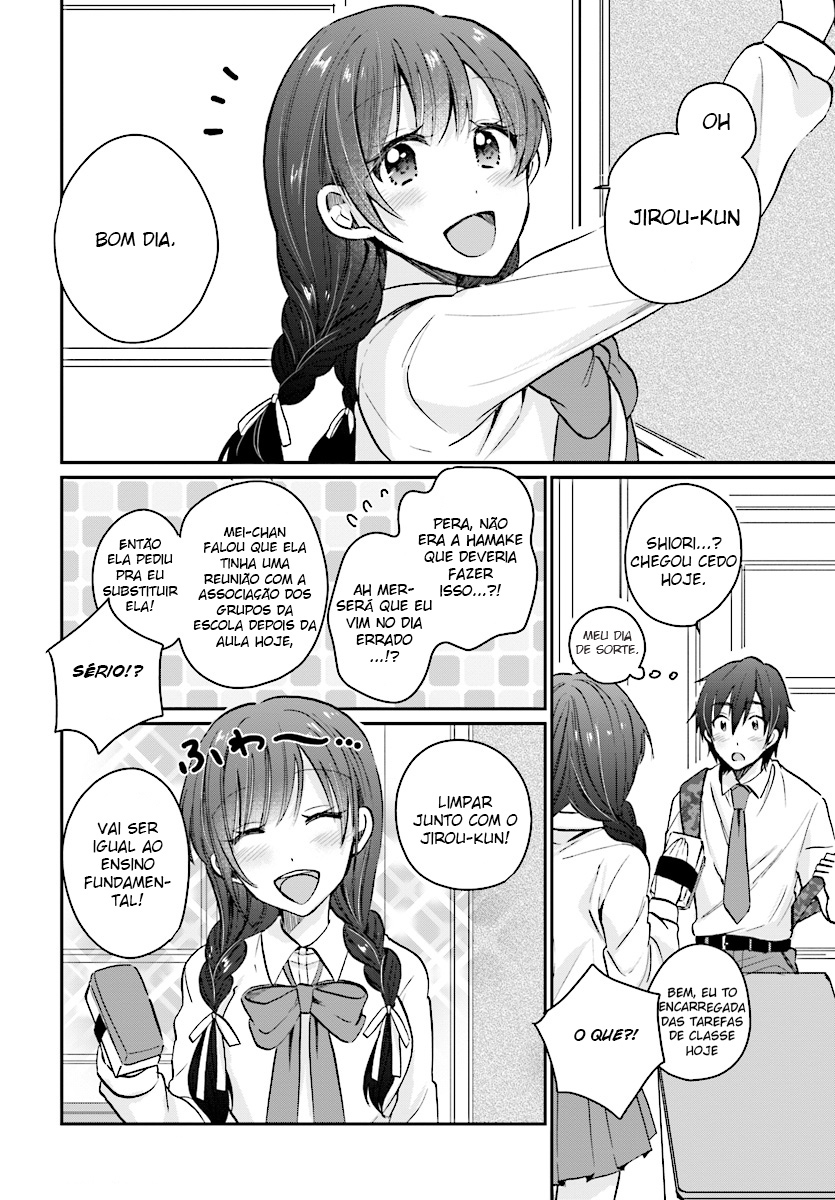 OH
JIROU-KUN
BOM DIA.
SHIORI...?
CHEGOU CEDO
HOJE.
MEU DIA
DE SORTE.
BEM, EU TO
ENCARREGADA
DAS TAREFAS
DE CLASSE
HOJE
O QUE?!
PERA, NÃO
ERA A HAMAKE
QUE DEVERIA
FAZER
ISSO...?!
AH MER-
SERÁ QUE EU
VIM NO DIA
ERRADO
...!?
MEI-CHAN
FALOU QUE ELA
TINHA UMA
REUNIÃO COM A
ASSOCIAÇÃO DOS
GRUPOS DA
ESCOLA DEPOIS DA
AULA HOJE,
ENTÃO
ELA PEDIU
PRA EU
SUBSTITUIR
ELA!
SÉRIO!?
LIMPAR
JUNTO COM O
JIROU-KUN!
ふわ〜…
VAI SER
IGUAL AO
ENSINO
FUNDAMEN-
TAL!